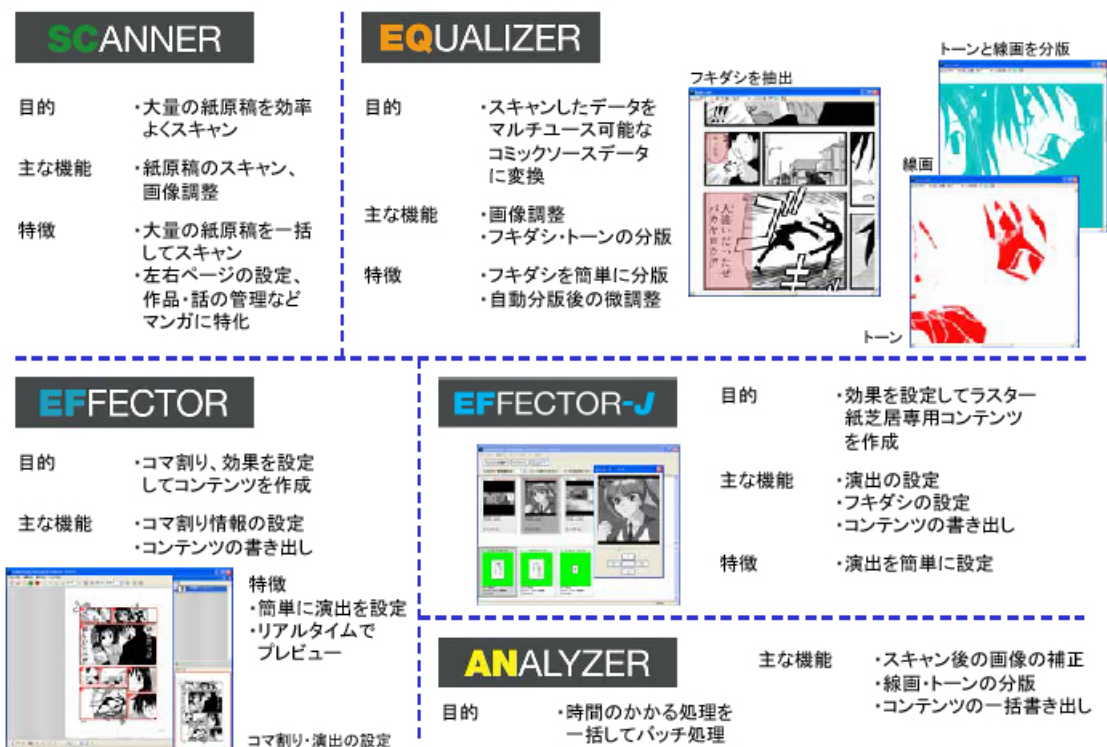 SCANNER
目的
・大量の紙原稿を効率
よくスキャン
主な機能
・紙原稿のスキャン、
画像調整
特徴
・大量の紙原稿を一括
してスキャン
・左右ページの設定、
作品・話の管理など
マンガに特化
EQUALIZER
目的
・スキャンしたデータを
マルチユース可能な
コミックソースデータ
に変換
主な機能
・画像調整
・フキダシ・トーンの分版
特徴
・フキダシを簡単に分版
・自動分版後の微調整
フキダシを抽出
人違いだったぜ
バカヤロウが
トーンと線画を分版
線画
トーン
EFFECTOR
目的
・コマ割り、効果を設定
してコンテンツを作成
主な機能
・コマ割り情報の設定
・コンテンツの書き出し
特徴
・簡単に演出を設定
・リアルタイムで
プレビュー
コマ割り・演出の設定
EFFECTOR-J
目的
・効果を設定してラスター
紙芝居専用コンテンツ
を作成
主な機能
・演出の設定
・フキダシの設定
・コンテンツの書き出し
特徴
・演出を簡単に設定
ANALYZER
目的
・時間のかかる処理を
一括してバッチ処理
主な機能
・スキャン後の画像の補正
・線画・トーンの分版
・コンテンツの一括書き出し